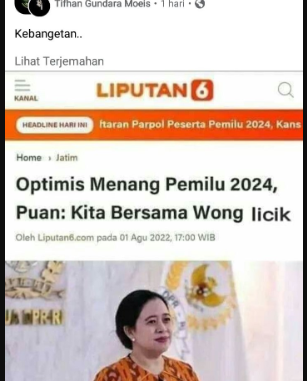 Tifhan Gundara Moeis • 1 hari •
Kebangetan..
Lihat Terjemahan
KANAL
LIPUTAN 6
HEADLINE HARI INI
ftaran Parpol Peserta Pemilu 2024, Kans
Home › Jatim
Optimis Menang Pemilu 2024,
Puan: Kita Bersama Wong licik
Oleh Liputan6.com pada 01 Agu 2022, 17:00 WIB